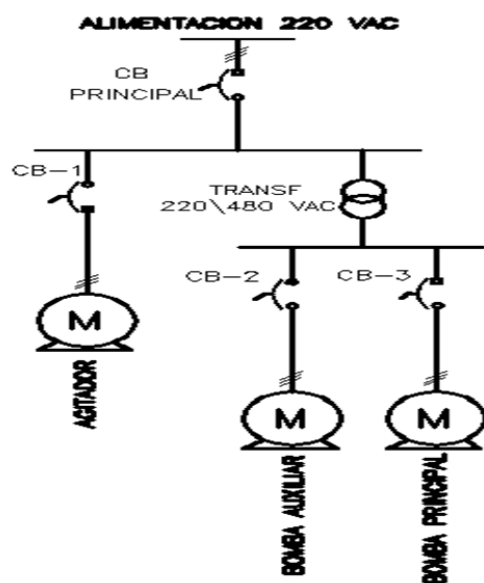 ALIMENTACION 220 VAC
CB
PRINCIPAL
CB-1
TRANSF
220\480 VAC
CB-2
CB-3
M
AGITADOR
M
BOMBA AUXILIAR
M
BOMBA PRINCIPAL